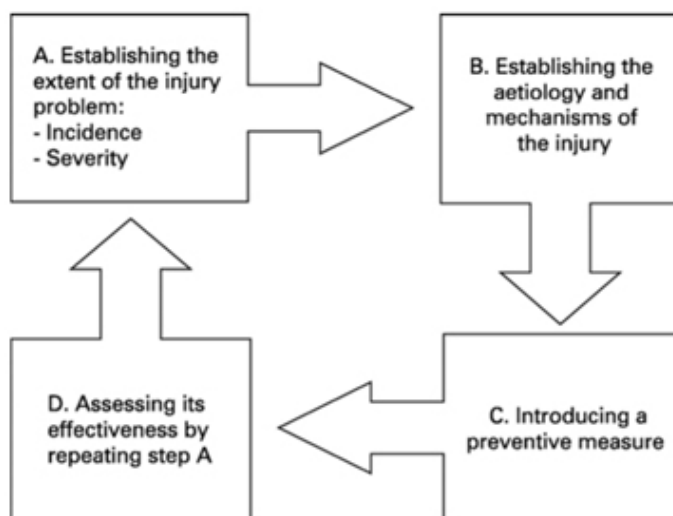 A. Establishing the
extent of the injury
problem:
- Incidence
- Severity
B. Establishing the
aetiology and
mechanisms of
the injury
C. Introducing a
preventive measure
D. Assessing its
effectiveness by
repeating step A